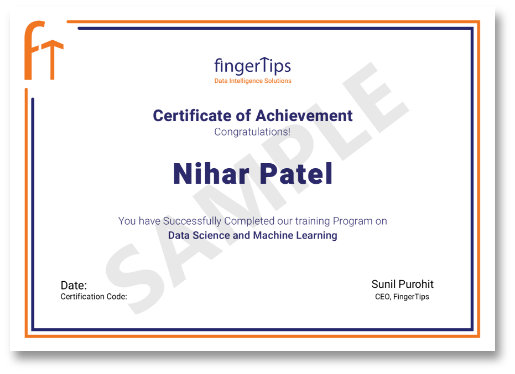 fT
fingerTips
Data Intelligence Solutions
Certificate of Achievement
Congratulations!
Nihar Patel
You have Successfully Completed our training Program on
Data Science and Machine Learning
SAMPLE
Date:
Certification Code:
Sunil Purohit
CEO, FingerTips